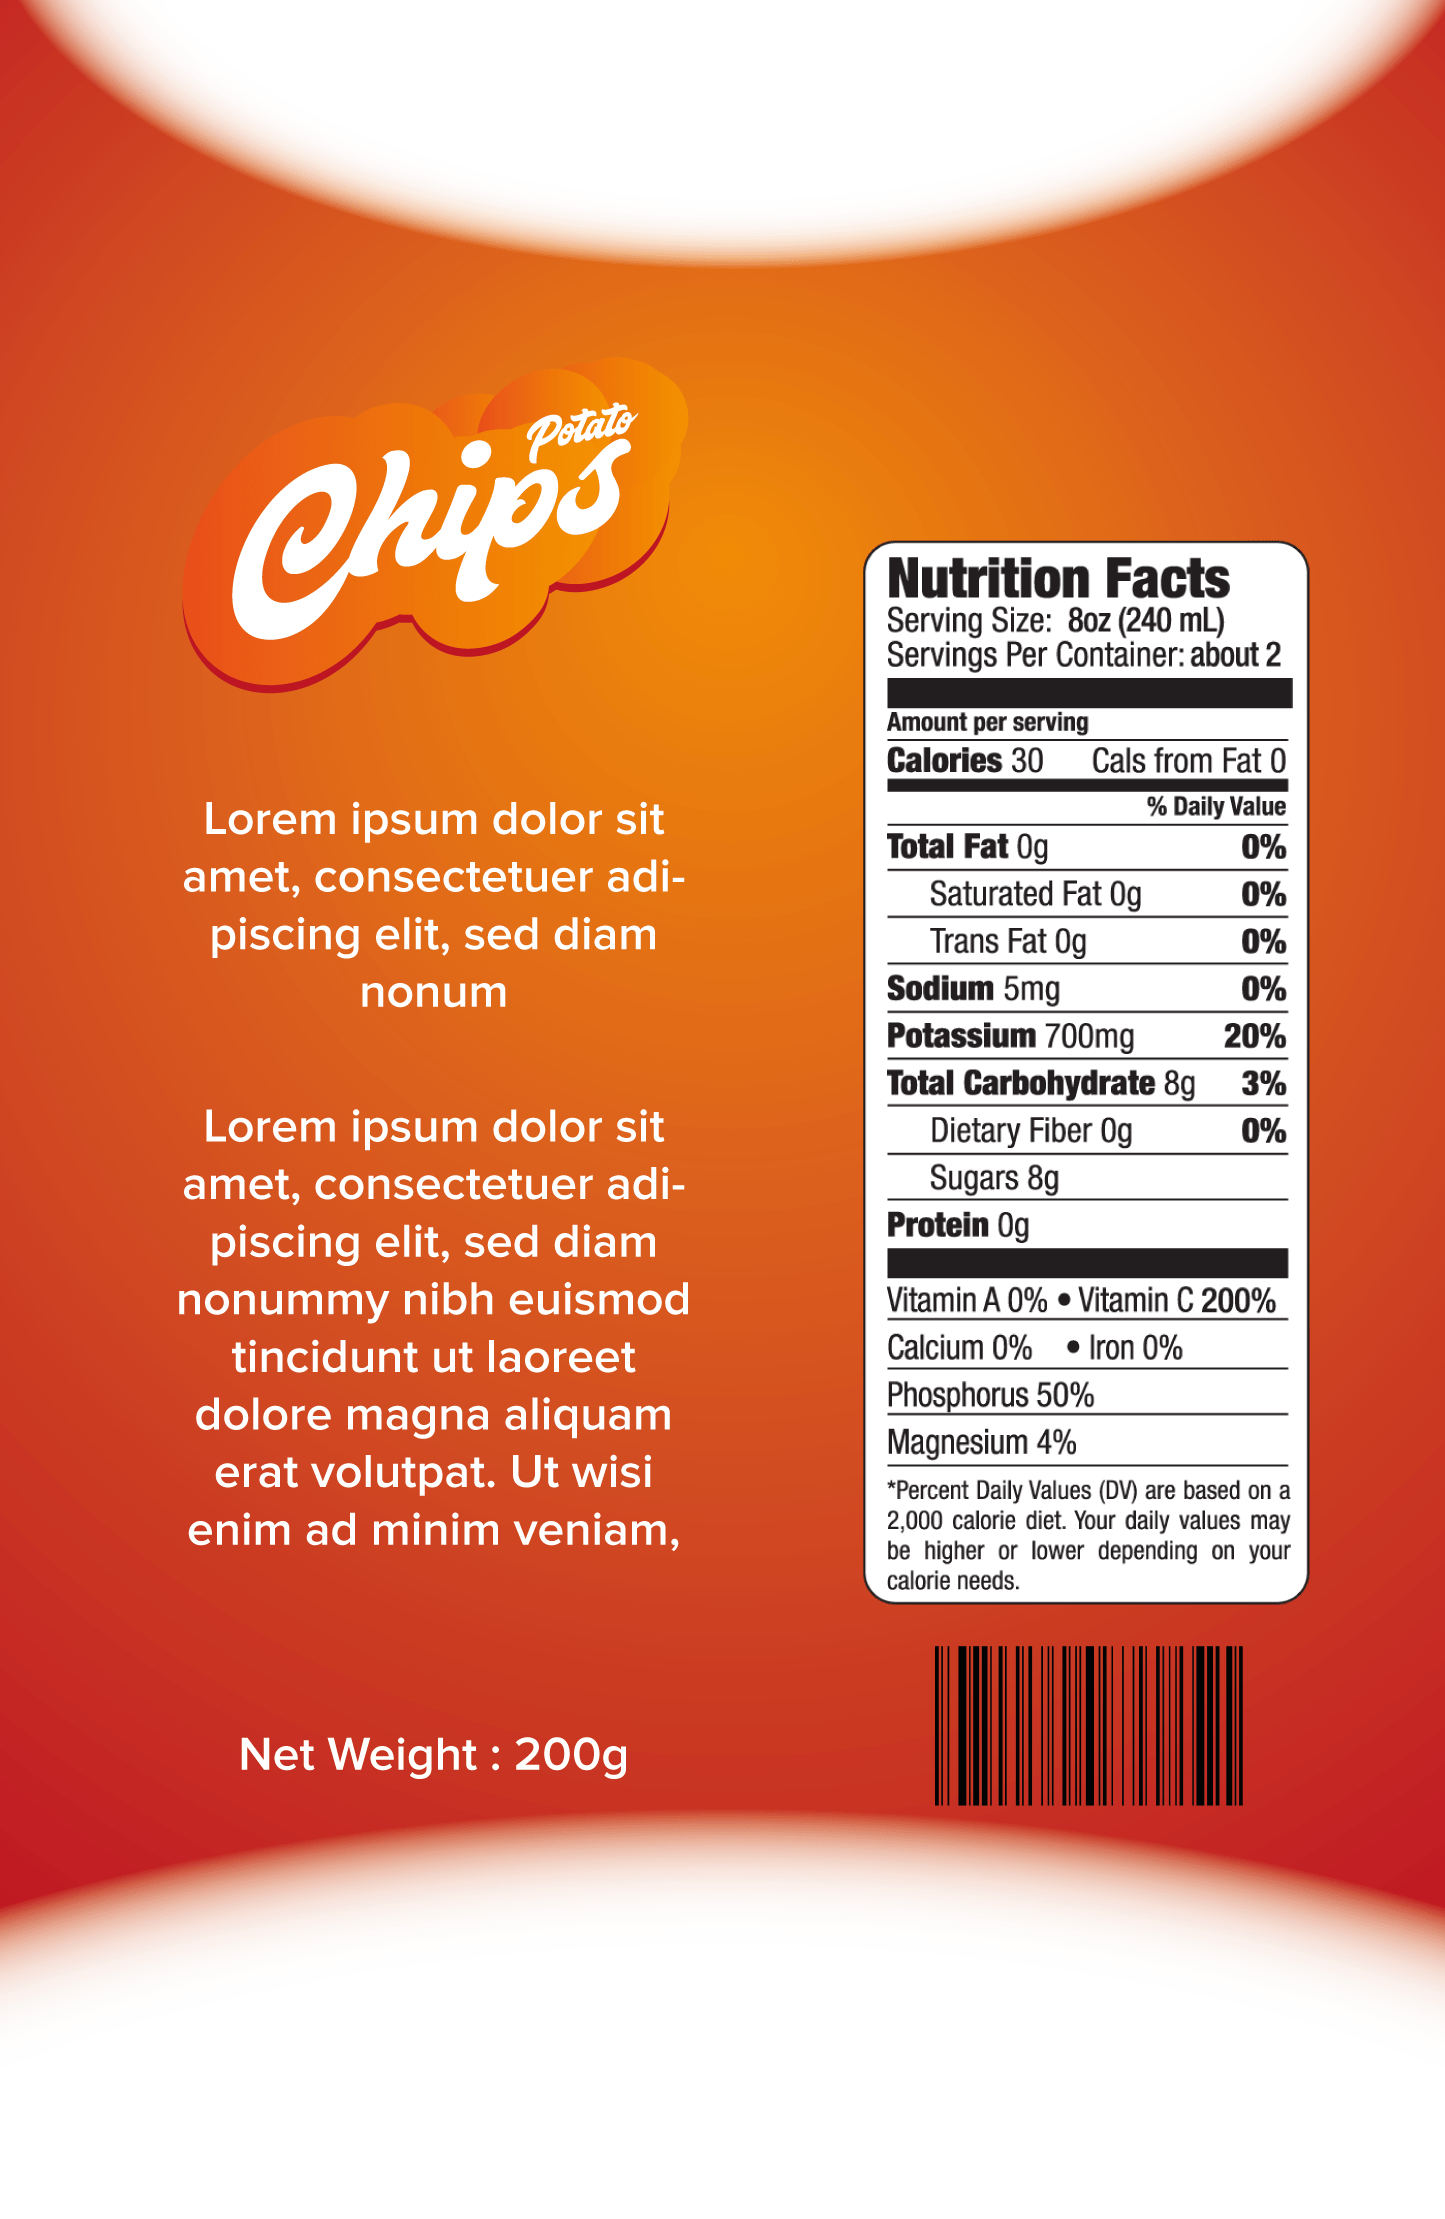 Potato
Chips
Lorem ipsum dolor sit
amet, consectetuer adi-
piscing elit, sed diam
nonum
Lorem ipsum dolor sit
amet, consectetuer adi-
piscing elit, sed diam
nonummy nibh euismod
tincidunt ut laoreet
dolore magna aliquam
erat volutpat. Ut wisi
enim ad minim veniam,
Net Weight : 200g
Nutrition Facts
Serving Size: 8oz (240 mL)
Servings Per Container: about 2
Amount per serving
Calories 30 Cals from Fat 0
% Daily Value
Total Fat 0g 0%
Saturated Fat 0g 0%
Trans Fat 0g 0%
Sodium 5mg 0%
Potassium 700mg 20%
Total Carbohydrate 8g 3%
Dietary Fiber 0g 0%
Sugars 8g
Protein 0g
Vitamin A 0% • Vitamin C 200%
Calcium 0% • Iron 0%
Phosphorus 50%
Magnesium 4%
*Percent Daily Values (DV) are based on a
2,000 calorie diet. Your daily values may
be higher or lower depending on your
calorie needs.